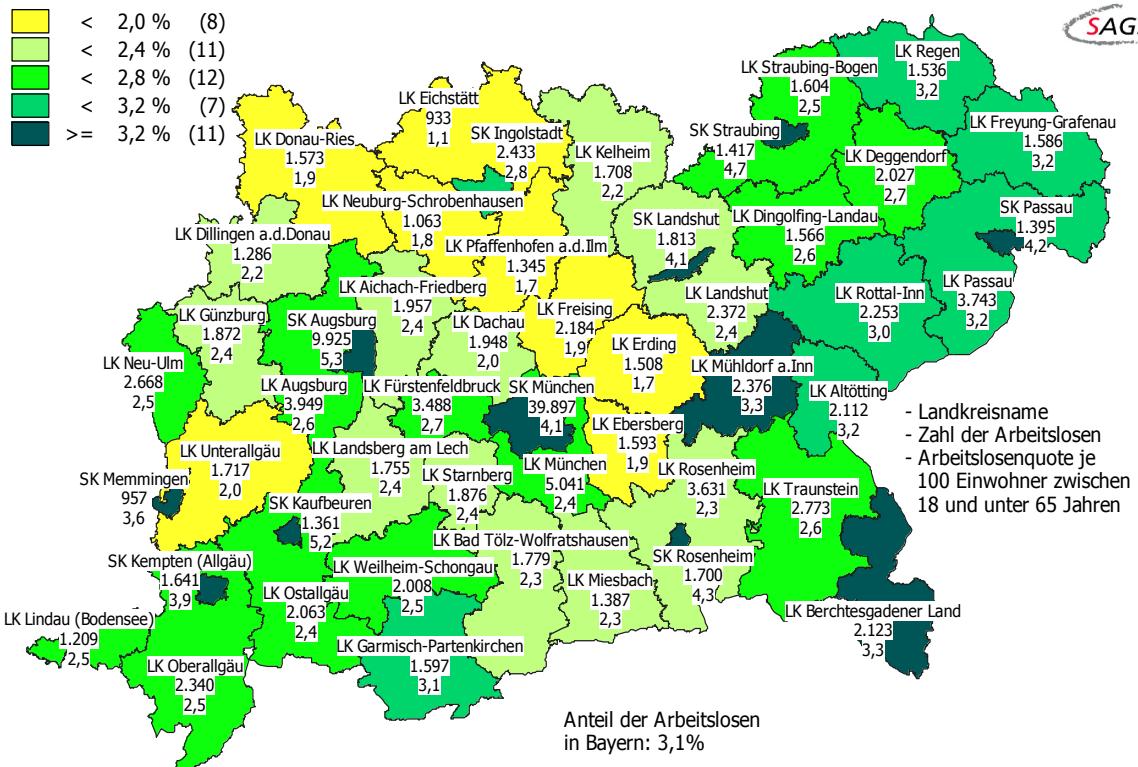 < 2,0 % (8)
< 2,4 % (11)
< 2,8 % (12)
< 3,2 % (7)
>= 3,2 % (11)
SAGS
LK Regen
1.536
3,2
LK Straubing-Bogen
1.604
2,5
LK Eichstätt
933
1,1
SK Ingolstadt
2.433
2,8
LK Freyung-Grafenau
1.586
3,2
SK Straubing
1.417
4,7
LK Donau-Ries
1.573
1,9
LK Kelheim
1.708
2,2
LK Deggendorf
2.027
2,7
LK Neuburg-Schrobenhausen
1.063
1,8
SK Passau
1.395
4,2
SK Landshut
1.813
4,1
LK Dingolfing-Landau
1.566
2,6
LK Dillingen a.d.Donau
1.286
2,2
LK Pfaffenhofen a.d.Ilm
1.345
1,7
LK Passau
3.743
3,2
LK Aichach-Friedberg
1.957
2,4
LK Landshut
2.372
2,4
LK Rottal-Inn
2.253
3,0
LK Freising
2.184
1,9
LK Günzburg
1.872
2,4
SK Augsburg
9.925
5,3
LK Dachau
1.948
2,0
LK Erding
1.508
1,7
LK Neu-Ulm
2.668
2,5
LK Mühldorf a.Inn
2.376
3,3
LK Augsburg
3.949
2,6
LK Fürstenfeldbruck
3.488
2,7
SK München
39.897
4,1
LK Altötting
2.112
3,2
- Landkreisname
- Zahl der Arbeitslosen
- Arbeitslosenquote je
100 Einwohner zwischen
18 und unter 65 Jahren
LK Ebersberg
1.593
1,9
LK Unterallgäu
1.717
2,0
LK Landsberg am Lech
1.755
2,4
LK Starnberg
1.876
2,4
LK München
5.041
2,4
LK Rosenheim
3.631
2,3
SK Memmingen
957
3,6
LK Traunstein
2.773
2,6
SK Kaufbeuren
1.361
5,2
LK Bad Tölz-Wolfratshausen
1.779
2,3
SK Rosenheim
1.700
4,3
SK Kempten (Allgäu)
1.641
3,9
LK Weilheim-Schongau
2.008
2,5
LK Miesbach
1.387
2,3
LK Ostallgäu
2.063
2,4
LK Berchtesgadener Land
2.123
3,3
LK Lindau (Bodensee)
1.209
2,5
LK Garmisch-Partenkirchen
1.597
3,1
LK Oberallgäu
2.340
2,5
Anteil der Arbeitslosen
in Bayern: 3,1%